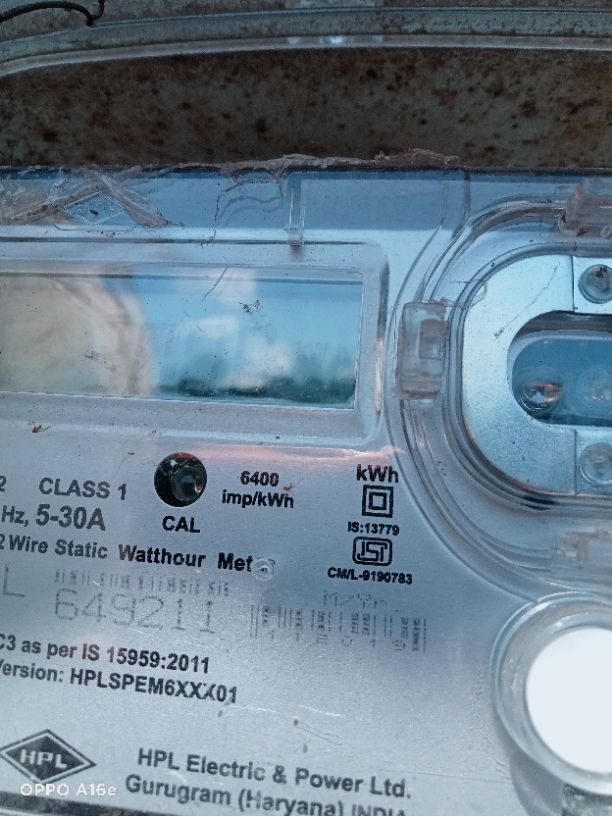 CLASS 1
6400
imp/kWh
kWh
Hz, 5-30A
CAL
IS:13779
2 Wire Static Watthour
CM/L-9190783
649211
C3 as per IS 15959:2011
Version: HPLSPEM6XXX01
HPL
HPL Electric & Power Ltd.
Gurugram (Haryana) INDIA
OPPO A16e